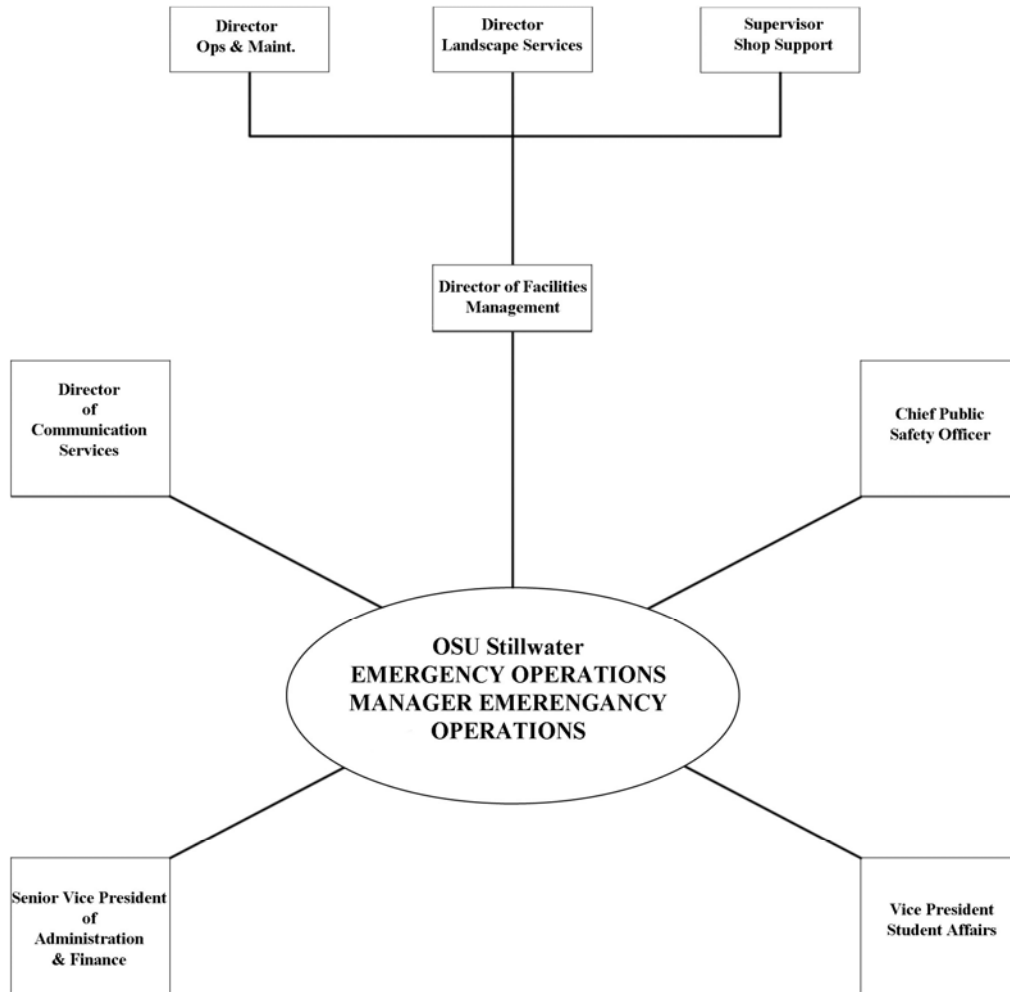 Director
Ops & Maint.
Director
Landscape Services
Supervisor
Shop Support
Director of Facilities
Management
Director
of
Communication
Services
Chief Public
Safety Officer
OSU Stillwater
EMERGENCY OPERATIONS
MANAGER EMERENGANCY
OPERATIONS
Senior Vice President
of
Administration
& Finance
Vice President
Student Affairs